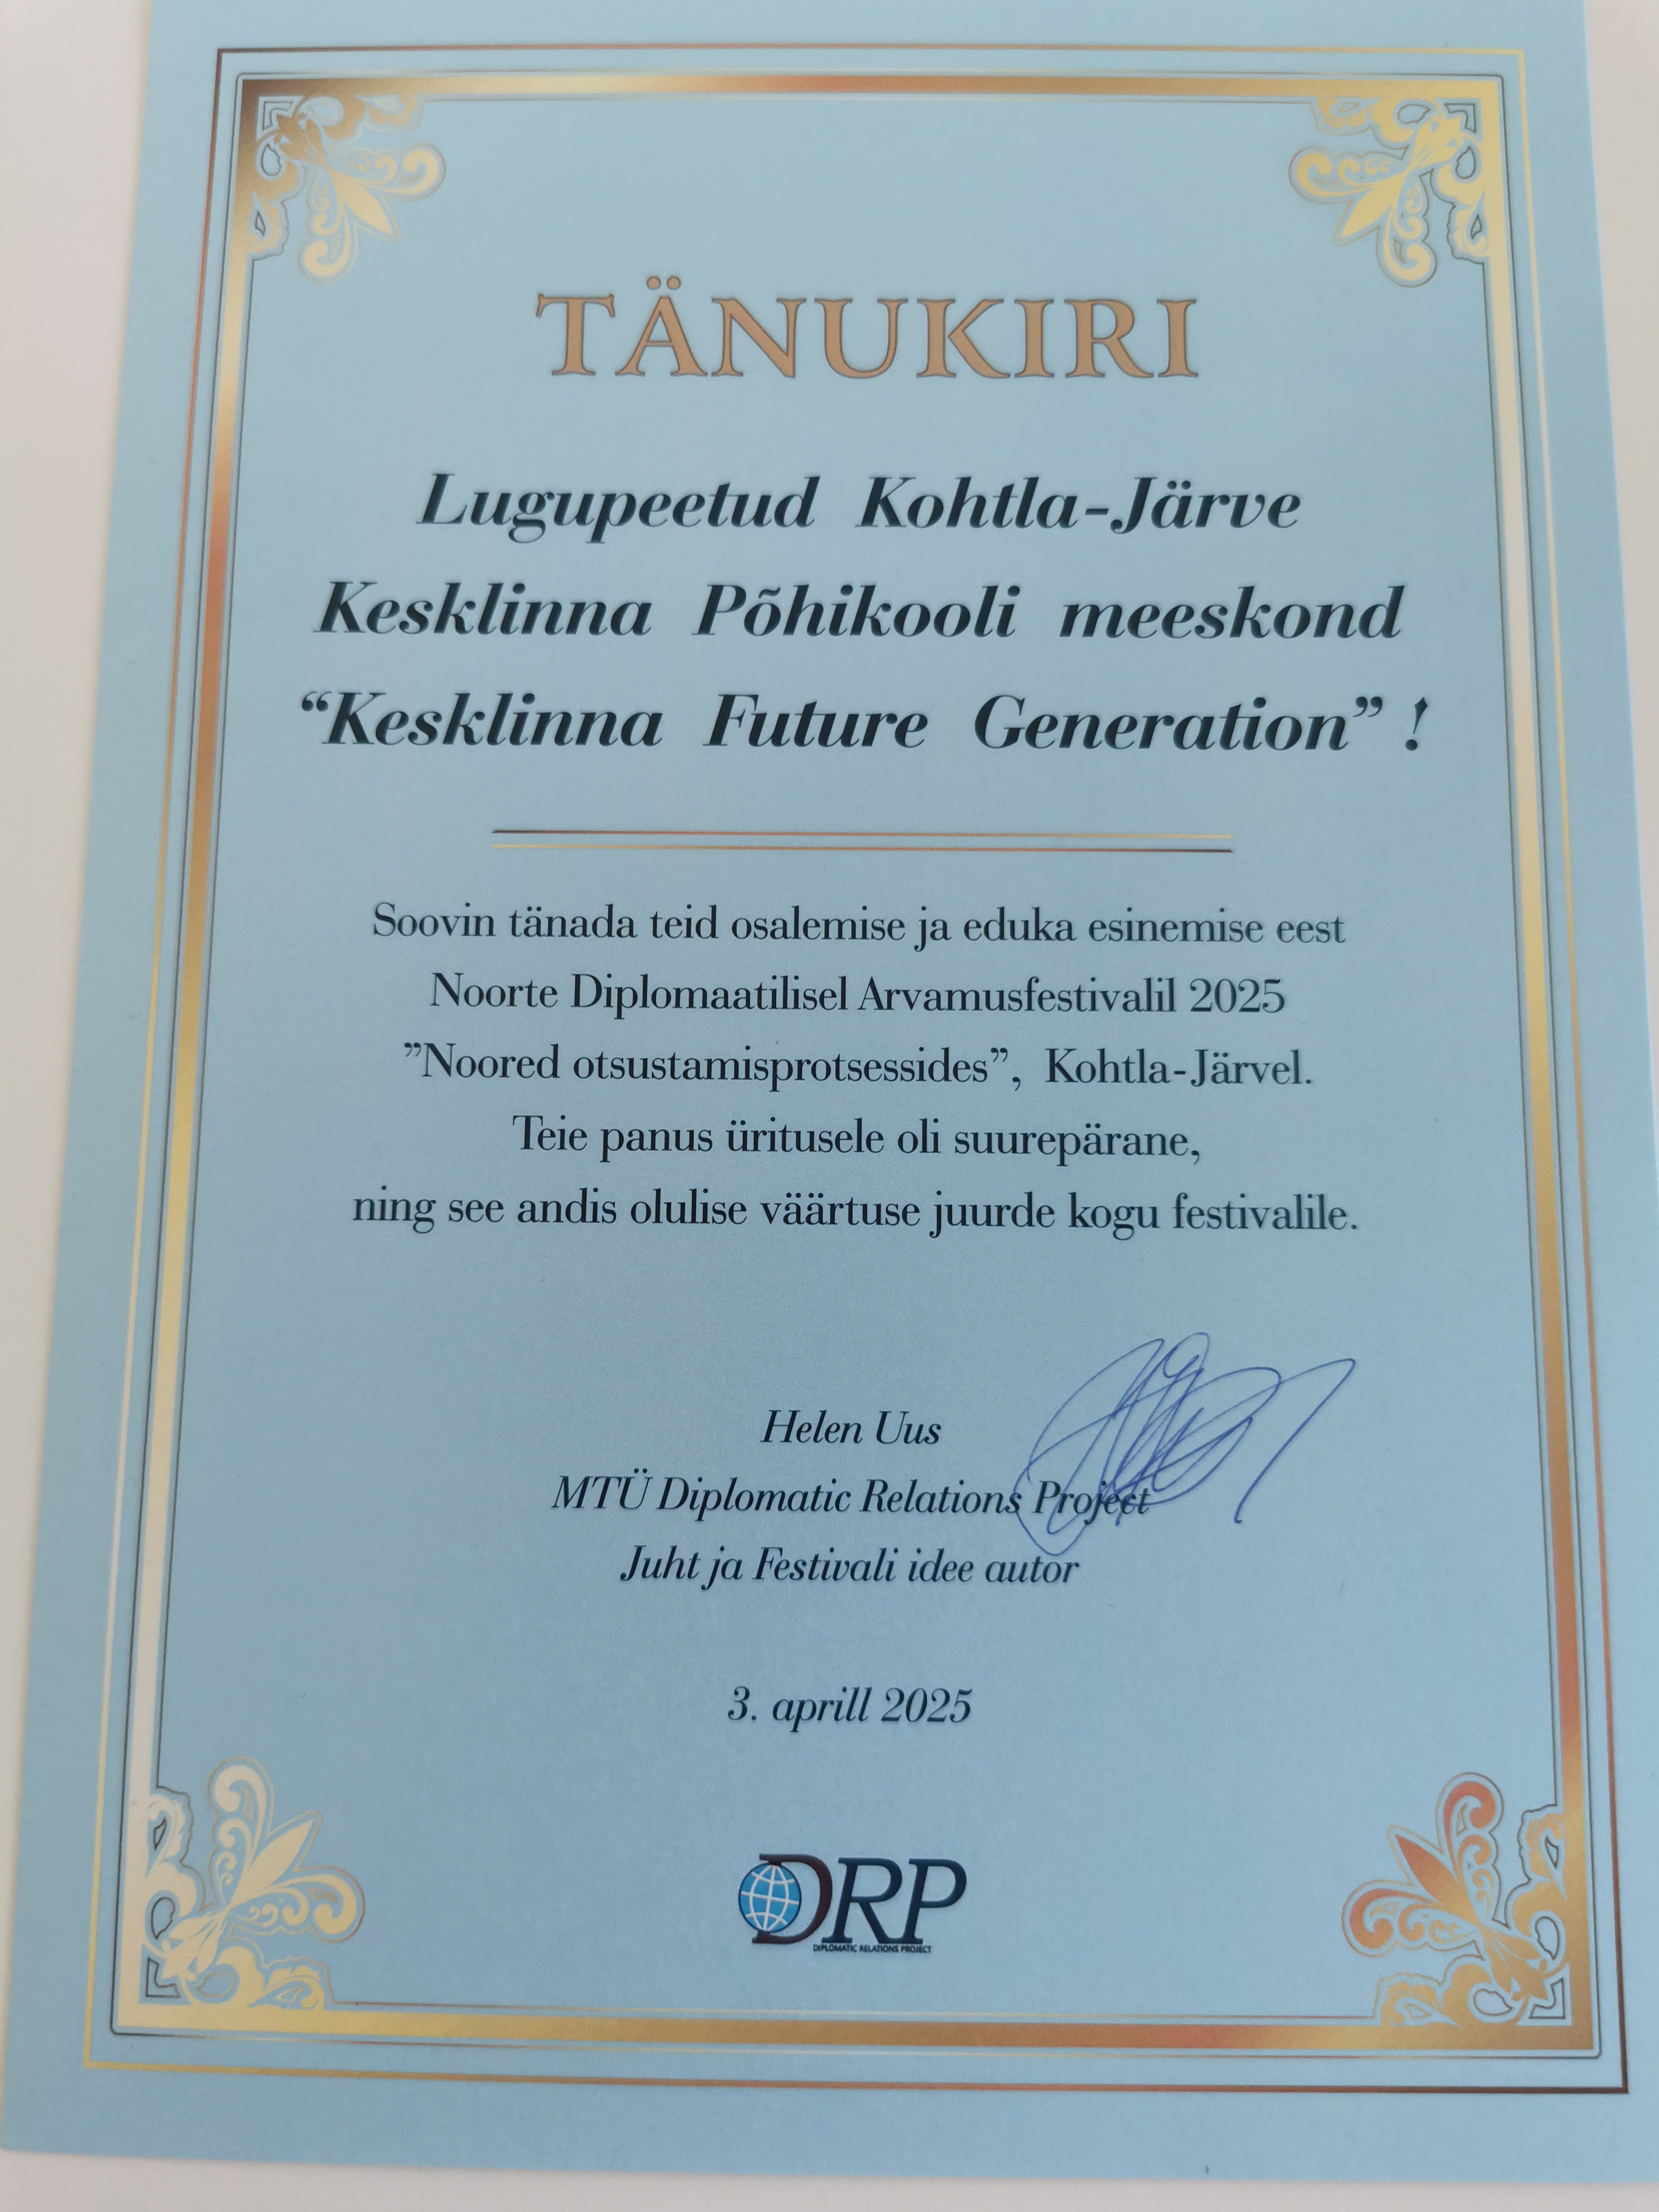 TÄNUKIRI
Lugupeetud Kohtla-Järve
Kesklinna Põhikooli meeskond
“Kesklinna Future Generation” !
Soovin tänada teid osalemise ja eduka esinemise eest
Noorte Diplomaatilisel Arvamusfestivalil 2025
”Noored otsustamisprotsessides”, Kohtla-Järvel.
Teie panus üritusele oli suurepärane,
ning see andis olulise väärtuse juurde kogu festivalile.
Helen Uus
MTÜ Diplomatic Relations Project
Juht ja Festivali idee autor
3. aprill 2025
DRP
DIPLOMATIC RELATIONS PROJECT